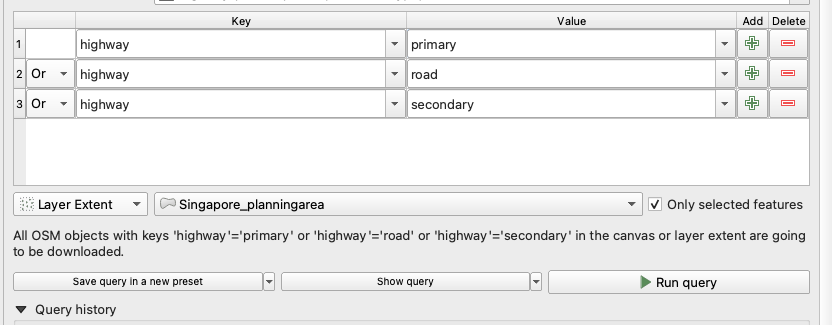 Key Value Add Delete
1 highway primary
2 Or highway road
3 Or highway secondary
Layer Extent Singapore_planningarea Only selected features
All OSM objects with keys 'highway'='primary' or 'highway'='road' or 'highway'='secondary' in the canvas or layer extent are going
to be downloaded.
Save query in a new preset Show query Run query
Query history